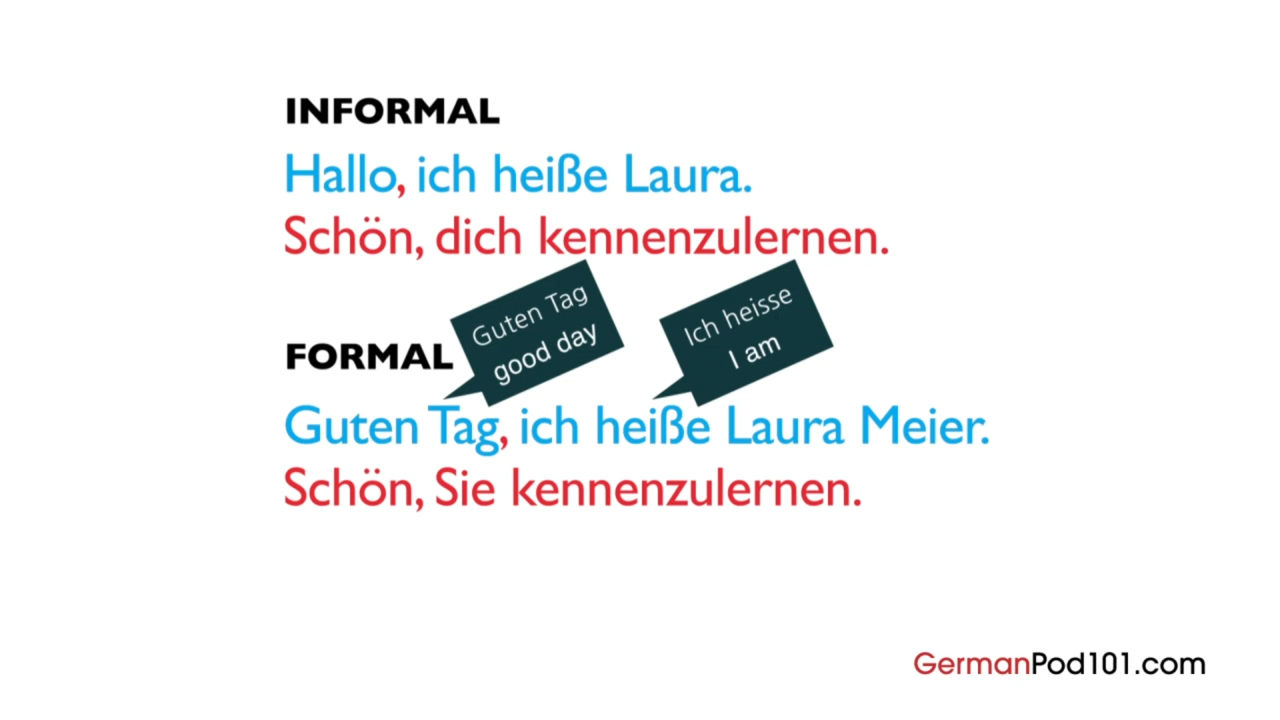 INFORMAL
Hallo, ich heiße Laura.
Schön, dich kennenzulernen.
Guten Tag
good day
Ich heisse
I am
FORMAL
Guten Tag, ich heiße Laura Meier.
Schön, Sie kennenzulernen.
GermanPod101.com